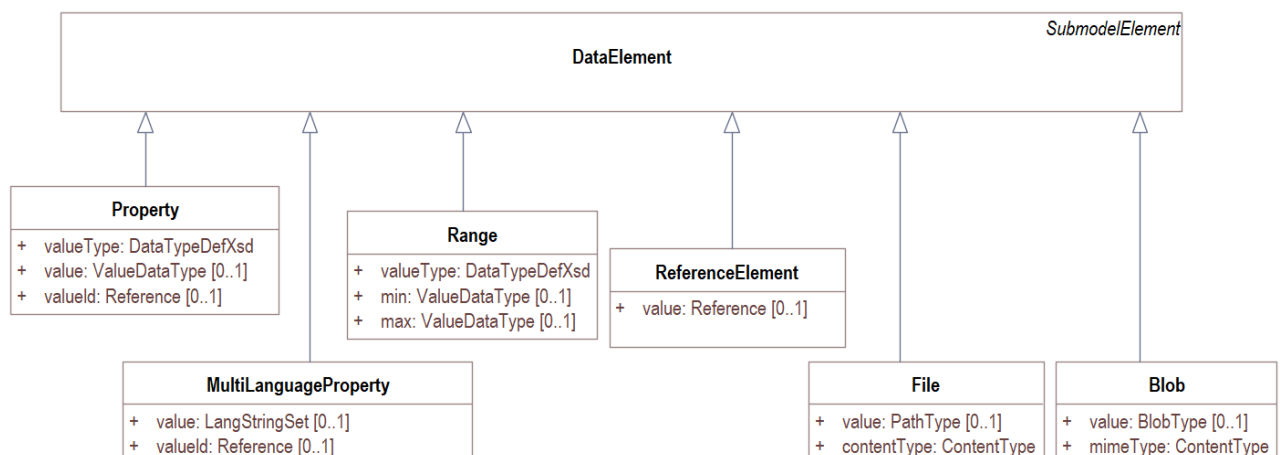 SubmodelElement
DataElement
Property
+ valueType: DataTypeDefXsd
+ value: ValueDataType [0..1]
+ valueId: Reference [0..1]
Range
+ valueType: DataTypeDefXsd
+ min: ValueDataType [0..1]
+ max: ValueDataType [0..1]
ReferenceElement
+ value: Reference [0..1]
MultiLanguageProperty
+ value: LangStringSet [0..1]
+ valueId: Reference [0..1]
File
+ value: PathType [0..1]
+ contentType: ContentType
Blob
+ value: BlobType [0..1]
+ mimeType: ContentType